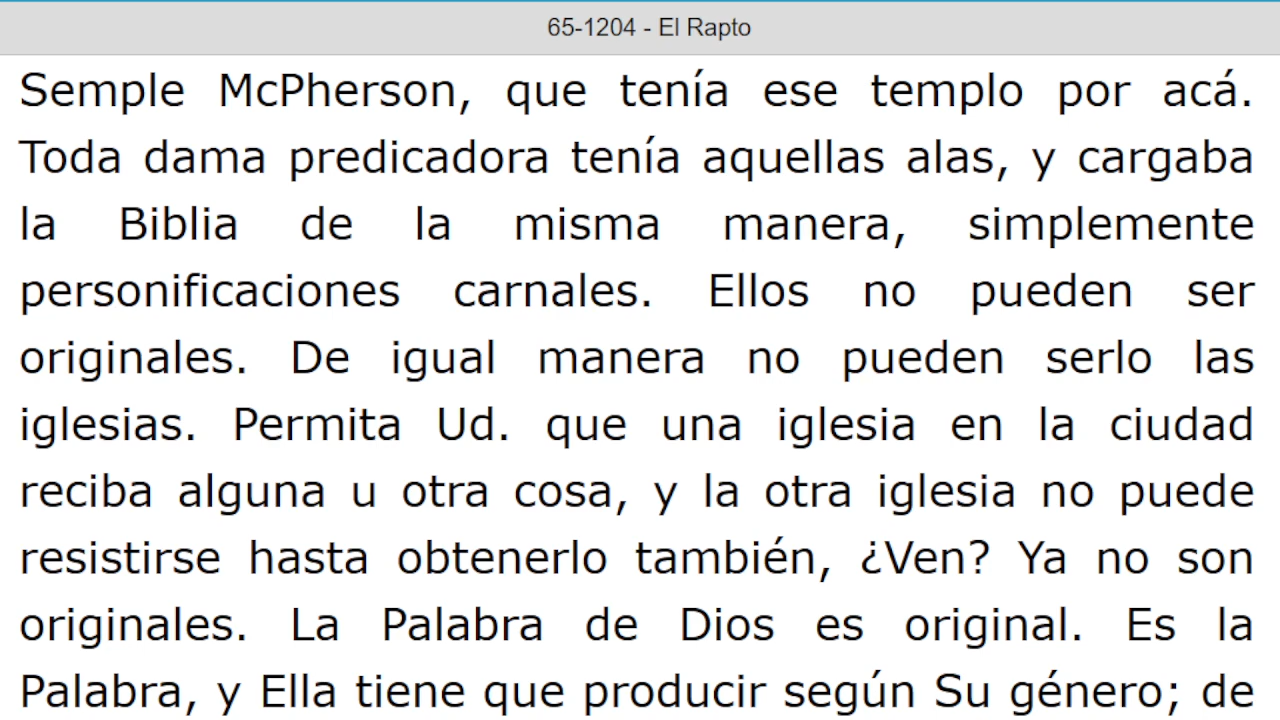 65-1204 - El Rapto
Semple McPherson, que tenía ese templo por acá.
Toda dama predicadora tenía aquellas alas, y cargaba
la Biblia de la misma manera, simplemente
personificaciones carnales. Ellos no pueden ser
originales. De igual manera no pueden serlo las
iglesias. Permita Ud. que una iglesia en la ciudad
reciba alguna u otra cosa, y la otra iglesia no puede
resistirse hasta obtenerlo también, ¿Ven? Ya no son
originales. La Palabra de Dios es original. Es la
Palabra, y Ella tiene que producir según Su género; de